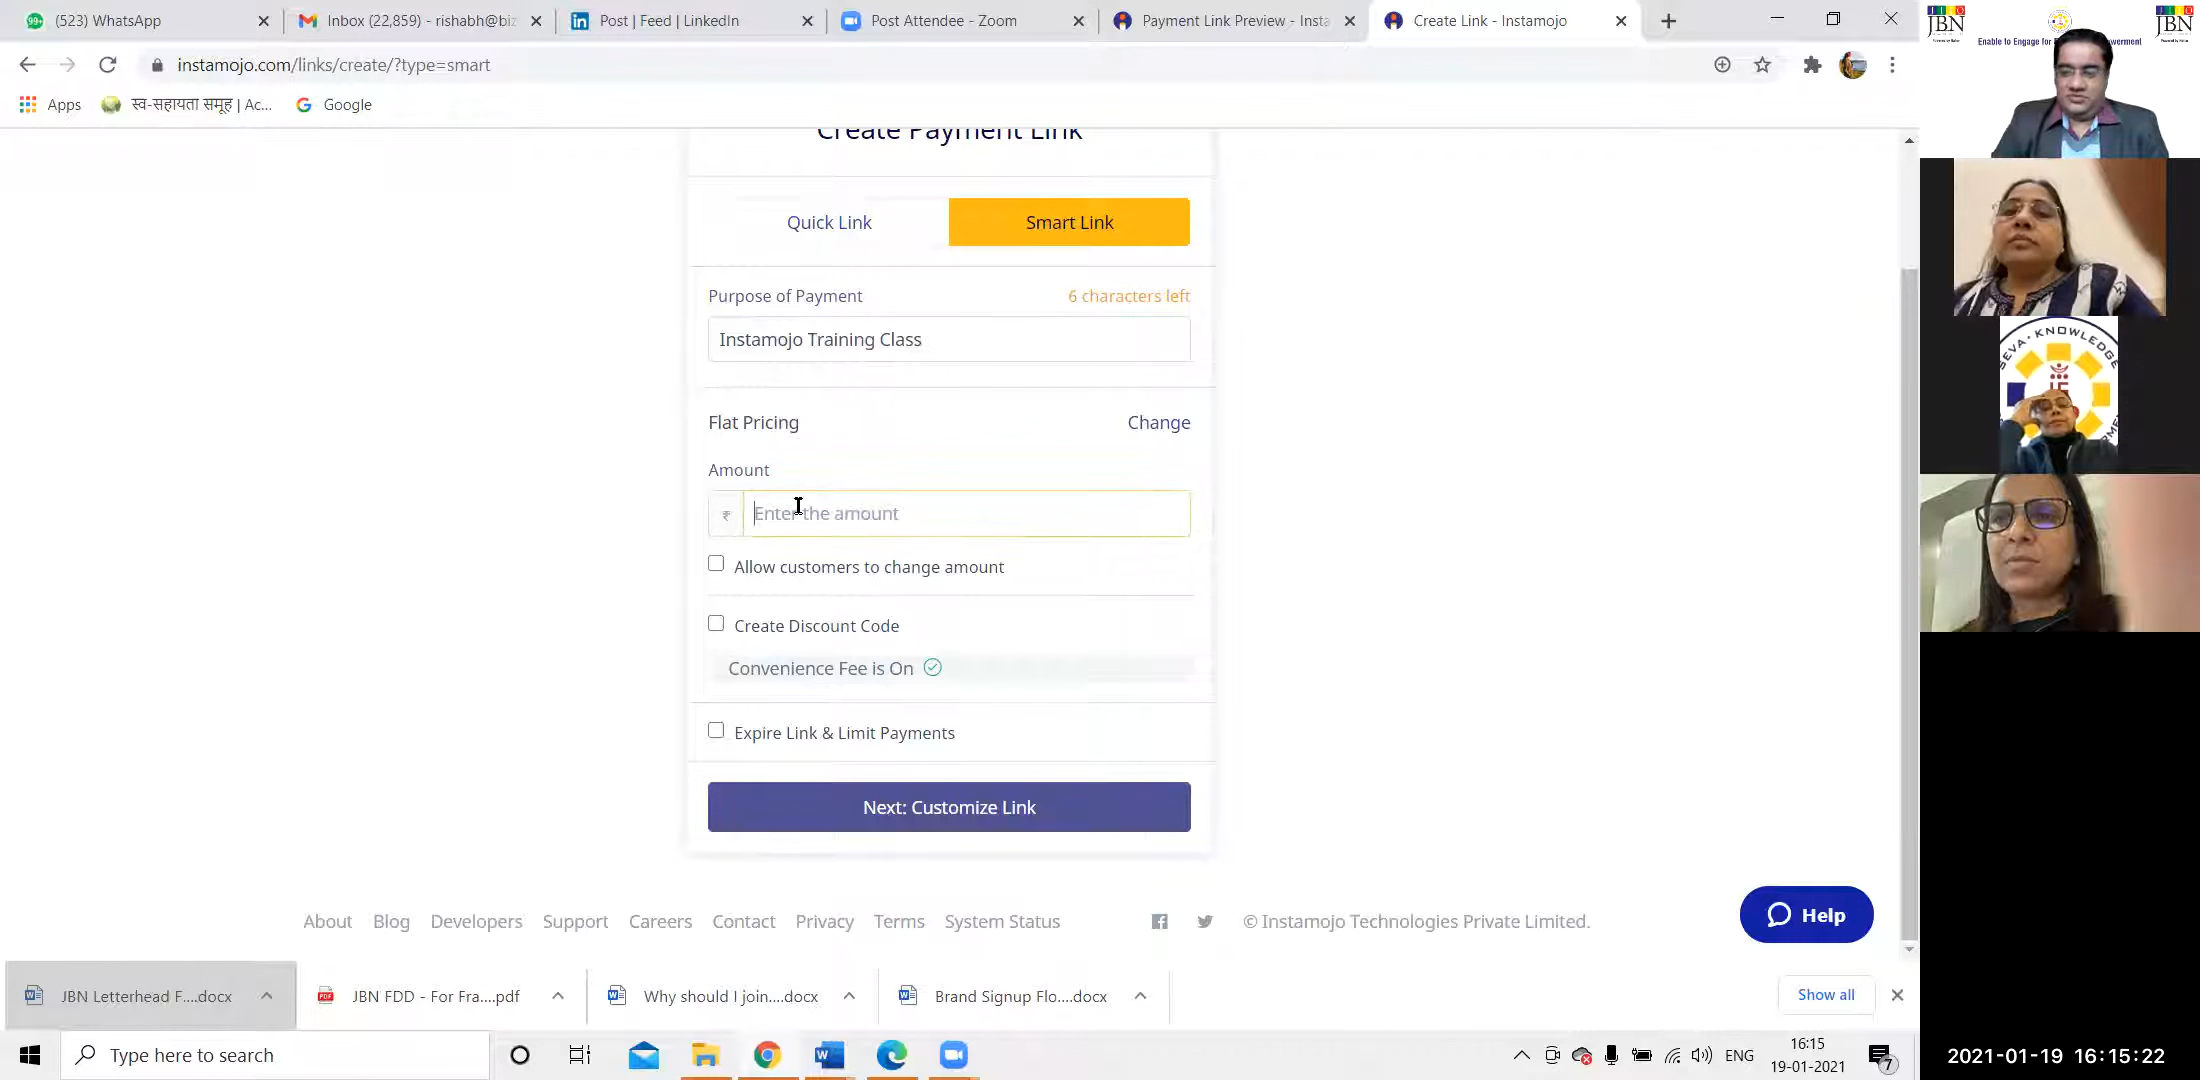 (523) WhatsApp
Inbox (22,859) - rishabh@biz
Post | Feed | LinkedIn
Post Attendee - Zoom
Payment Link Preview - Insta
Create Link - Instamojo
JBN
JBN
Enable to Engage for
instamojo.com/links/create/?type=smart
Apps
स्व-सहायता समूह | Ac...
Google
Create Payment Link
Quick Link
Smart Link
Purpose of Payment
6 characters left
Instamojo Training Class
Flat Pricing
Change
Amount
₹
Enter the amount
Allow customers to change amount
Create Discount Code
Convenience Fee is On
Expire Link & Limit Payments
Next: Customize Link
SEVA • KNOWLEDGE
About
Blog
Developers
Support
Careers
Contact
Privacy
Terms
System Status
© Instamojo Technologies Private Limited.
Help
JBN Letterhead F....docx
JBN FDD - For Fra....pdf
Why should I join....docx
Brand Signup Flo....docx
Show all
Type here to search
ENG
16:15
19-01-2021
7
2021-01-19 16:15:22